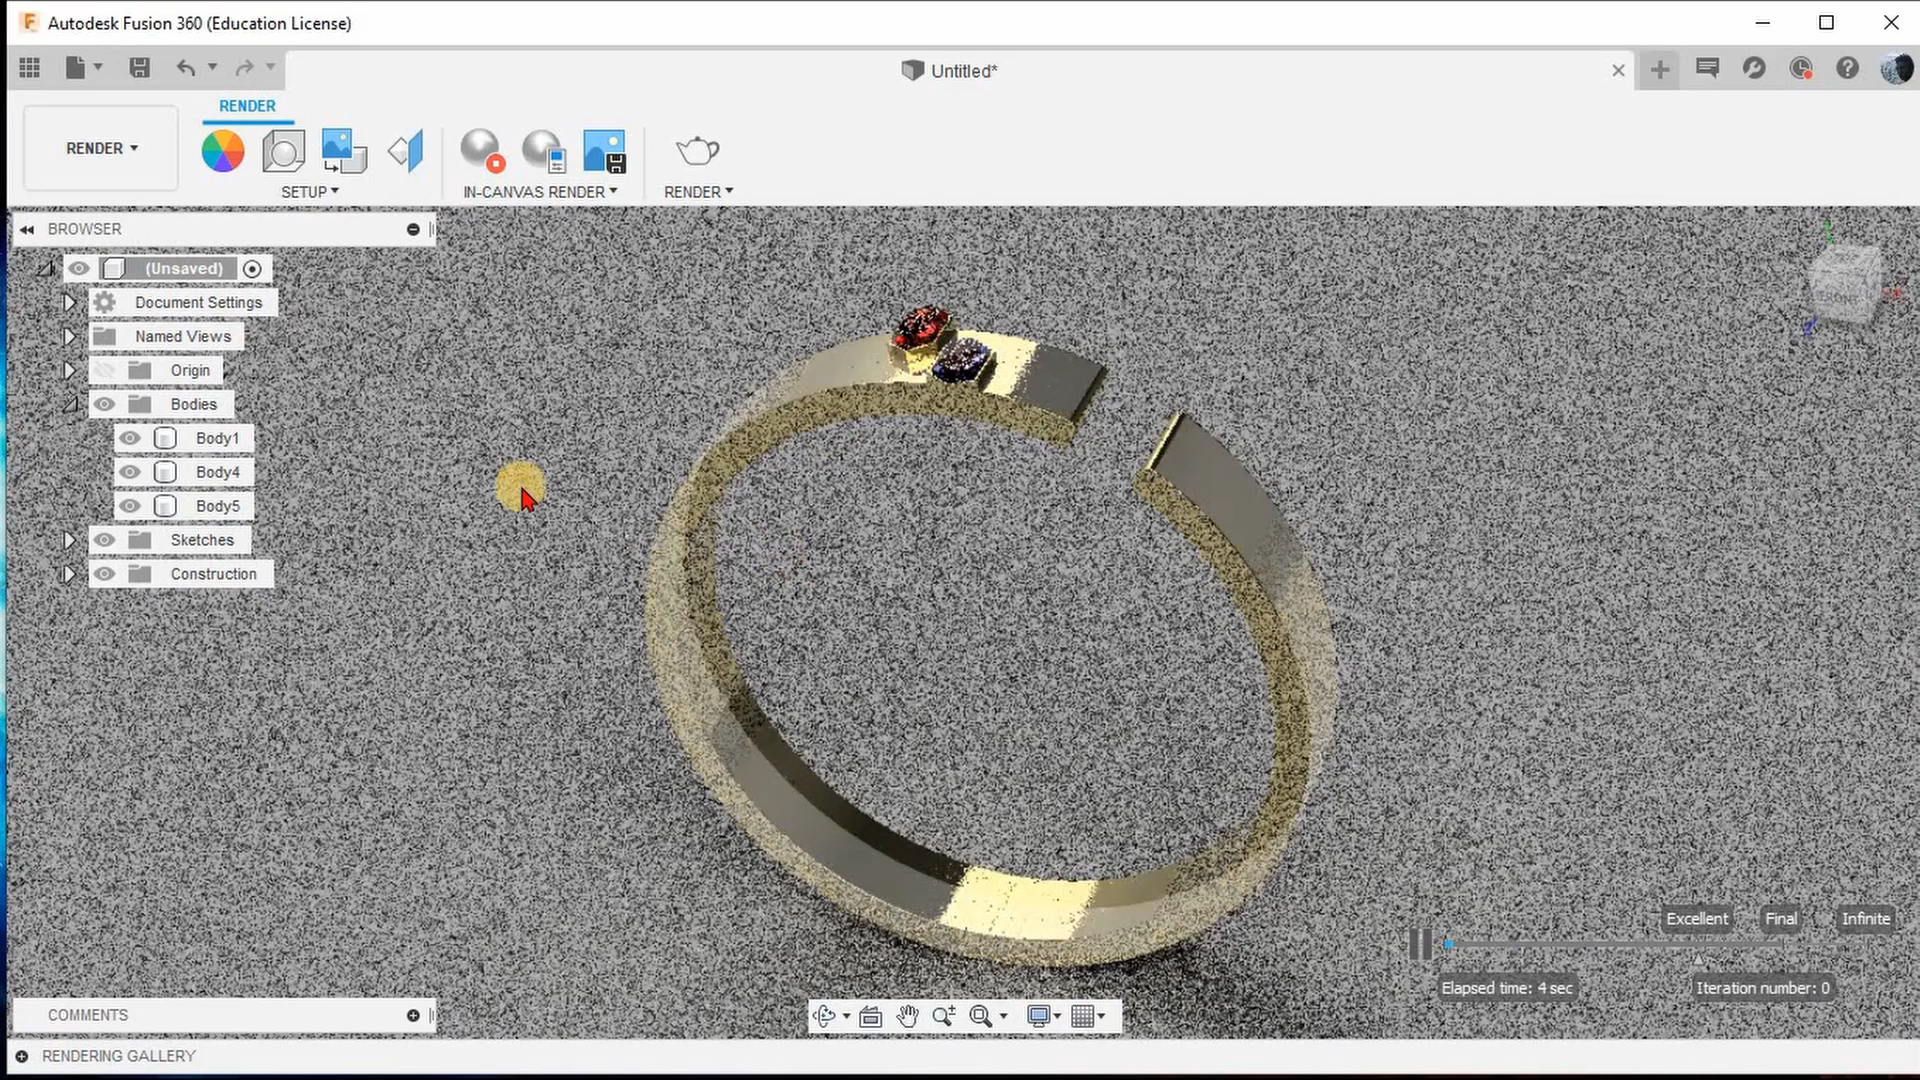 Autodesk Fusion 360 (Education License)
Untitled*
RENDER
RENDER
SETUP
IN-CANVAS RENDER
RENDER
BROWSER
(Unsaved)
Document Settings
Named Views
Origin
Bodies
Body1
Body4
Body5
Sketches
Construction
FRONT
Excellent Final Infinite
Elapsed time: 4 sec Iteration number: 0
COMMENTS
RENDERING GALLERY